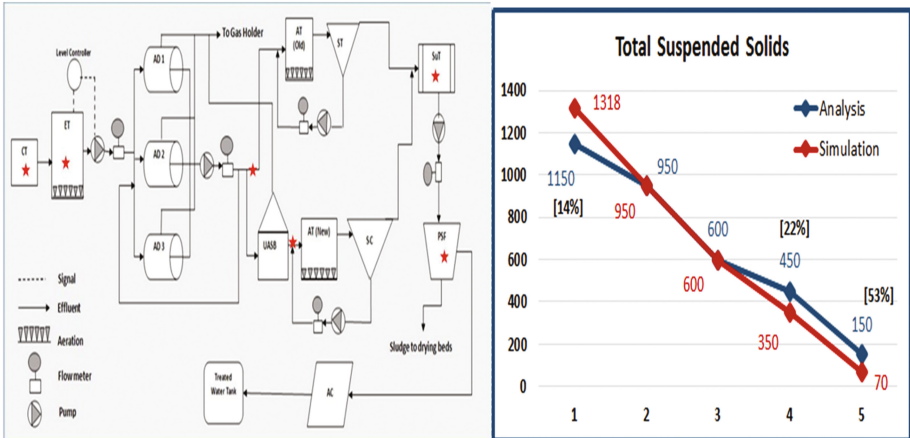 To Gas Holder
Level Controller
AD 1
AT
(Old)
ST
SuT
ET
CT
AD 2
AD 3
UASB
AT (New)
SC
PSF
Signal
Effluent
Aeration
Flow meter
Pump
Sludge to drying beds
Treated
Water Tank
AC
Total Suspended Solids
1400
1200
1000
800
600
400
200
0
1
2
3
4
5
Analysis
Simulation
1318
1150
[14%]
950
950
600
600
[22%]
450
350
[53%]
150
70